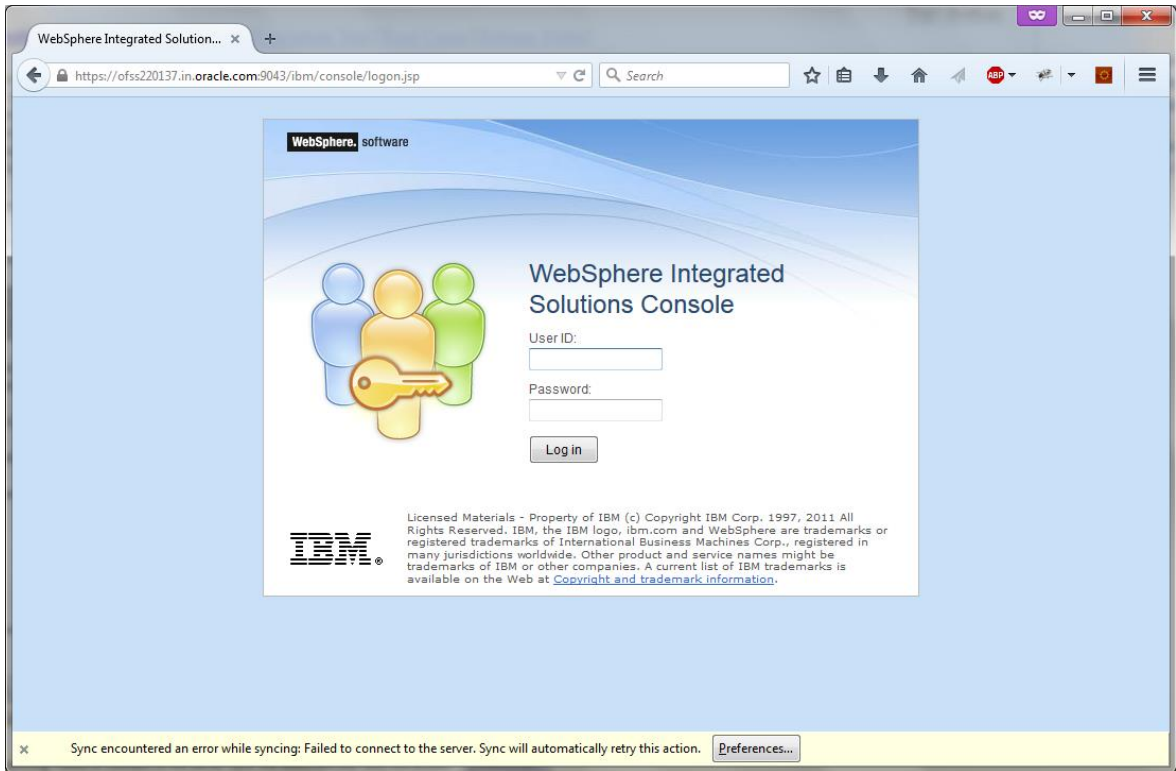 WebSphere Integrated Solution...
https://ofss220137.in.oracle.com:9043/ibm/console/logon.jsp
Search
ABP
WebSphere. software
WebSphere Integrated
Solutions Console
User ID:
Password:
Log in
IBM®
Licensed Materials - Property of IBM (c) Copyright IBM Corp. 1997, 2011 All
Rights Reserved. IBM, the IBM logo, ibm.com and WebSphere are trademarks or
registered trademarks of International Business Machines Corp., registered in
many jurisdictions worldwide. Other product and service names might be
trademarks of IBM or other companies. A current list of IBM trademarks is
available on the Web at Copyright and trademark information.
Sync encountered an error while syncing: Failed to connect to the server. Sync will automatically retry this action. Preferences...